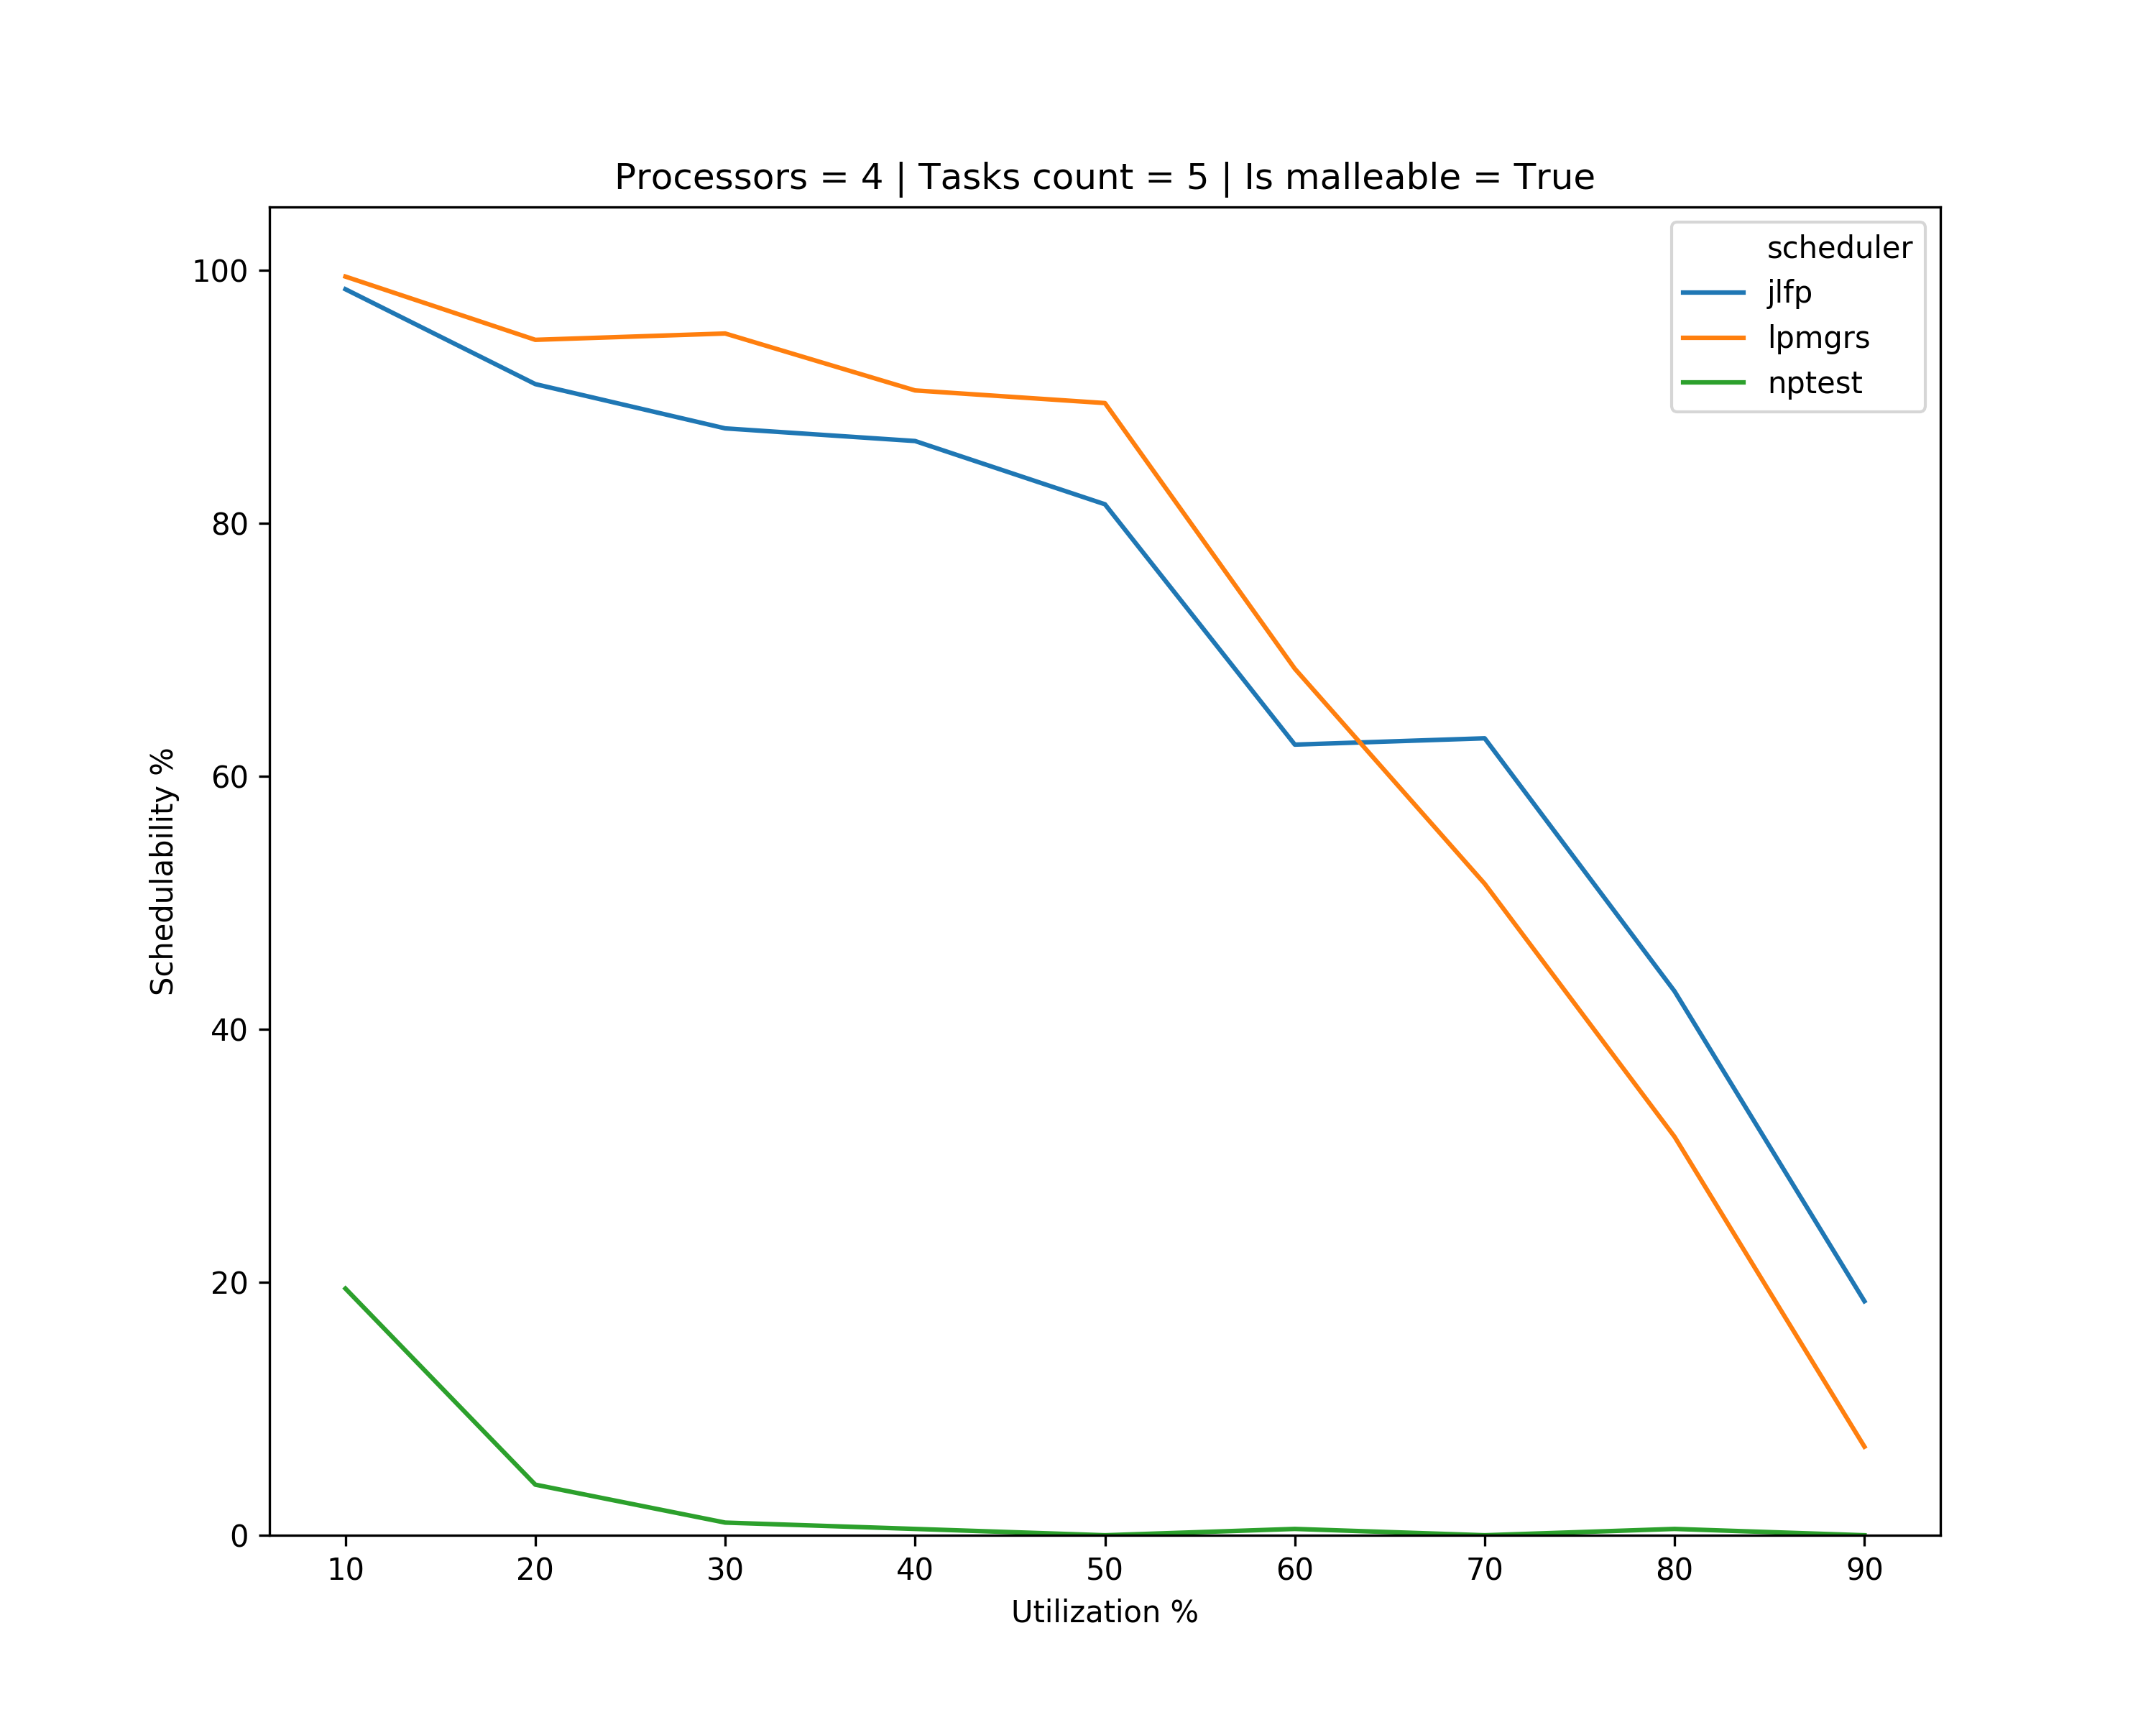 Processors = 4 | Tasks count = 5 | Is malleable = True
scheduler
jlfp
lpmgrs
nptest
Schedulability %
100
80
60
40
20
0
10 20 30 40 50 60 70 80 90
Utilization %